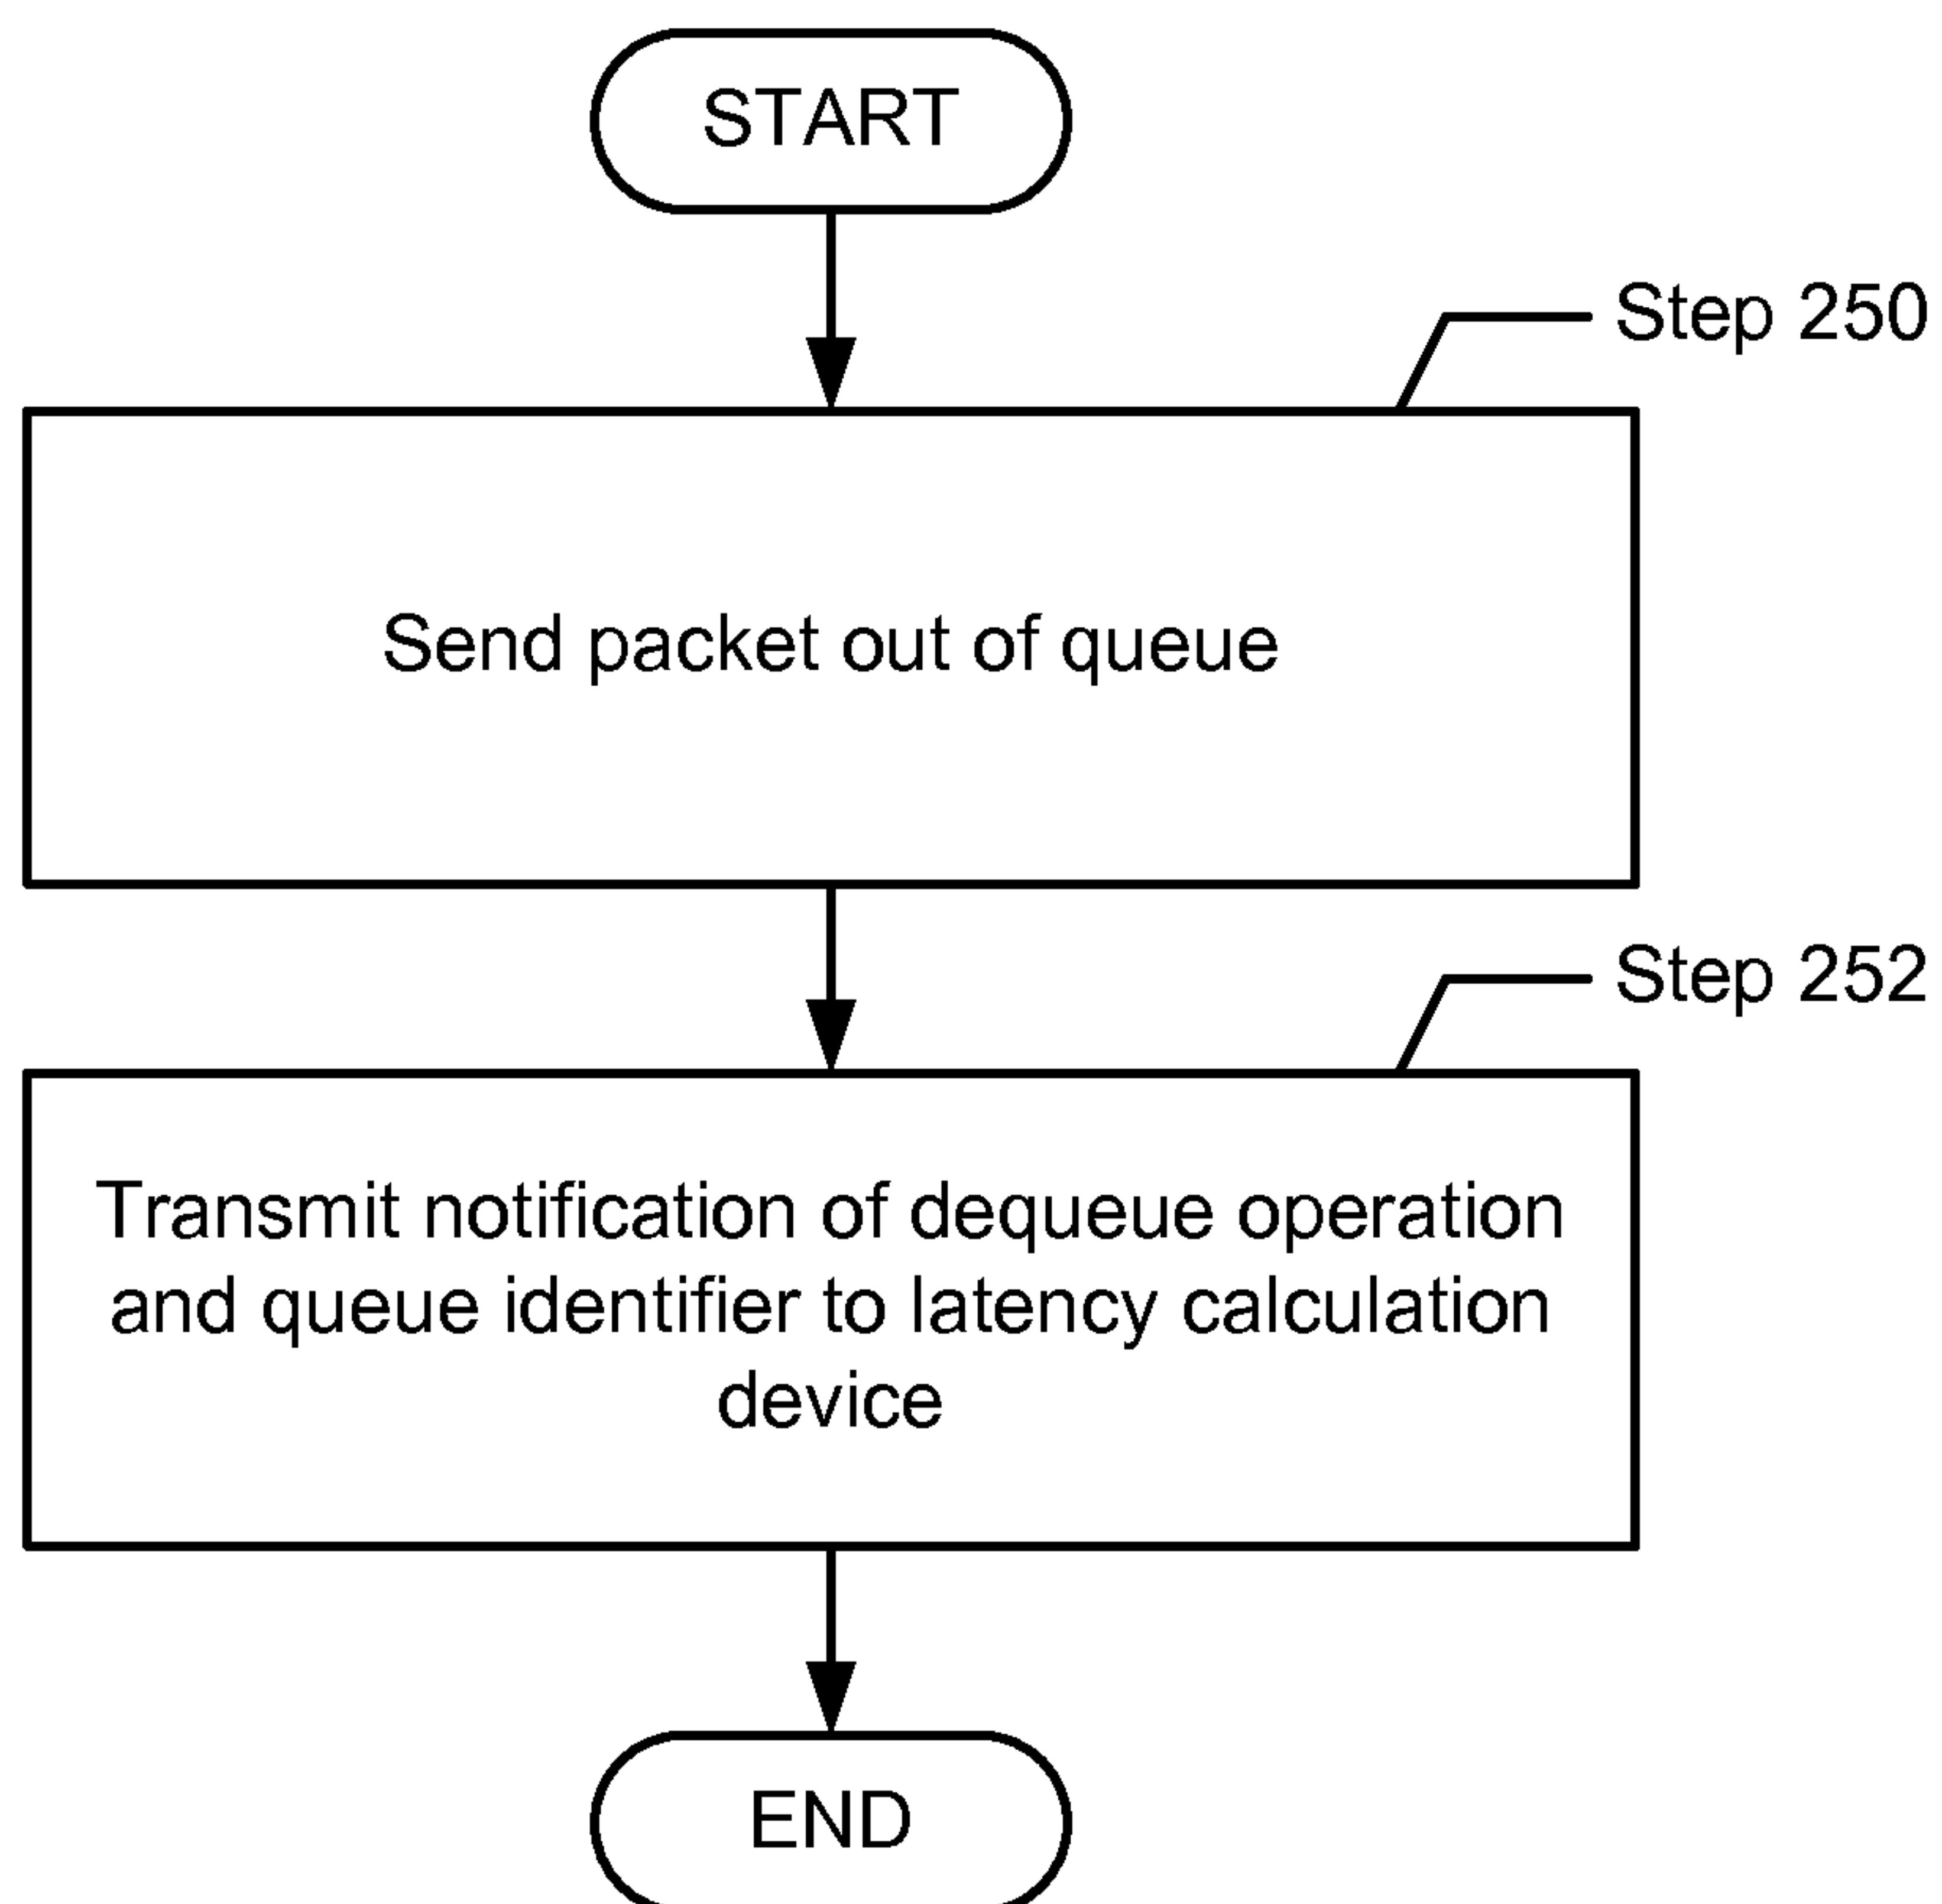 START
Step 250
Send packet out of queue
Step 252
Transmit notification of dequeue operation
and queue identifier to latency calculation
device
END